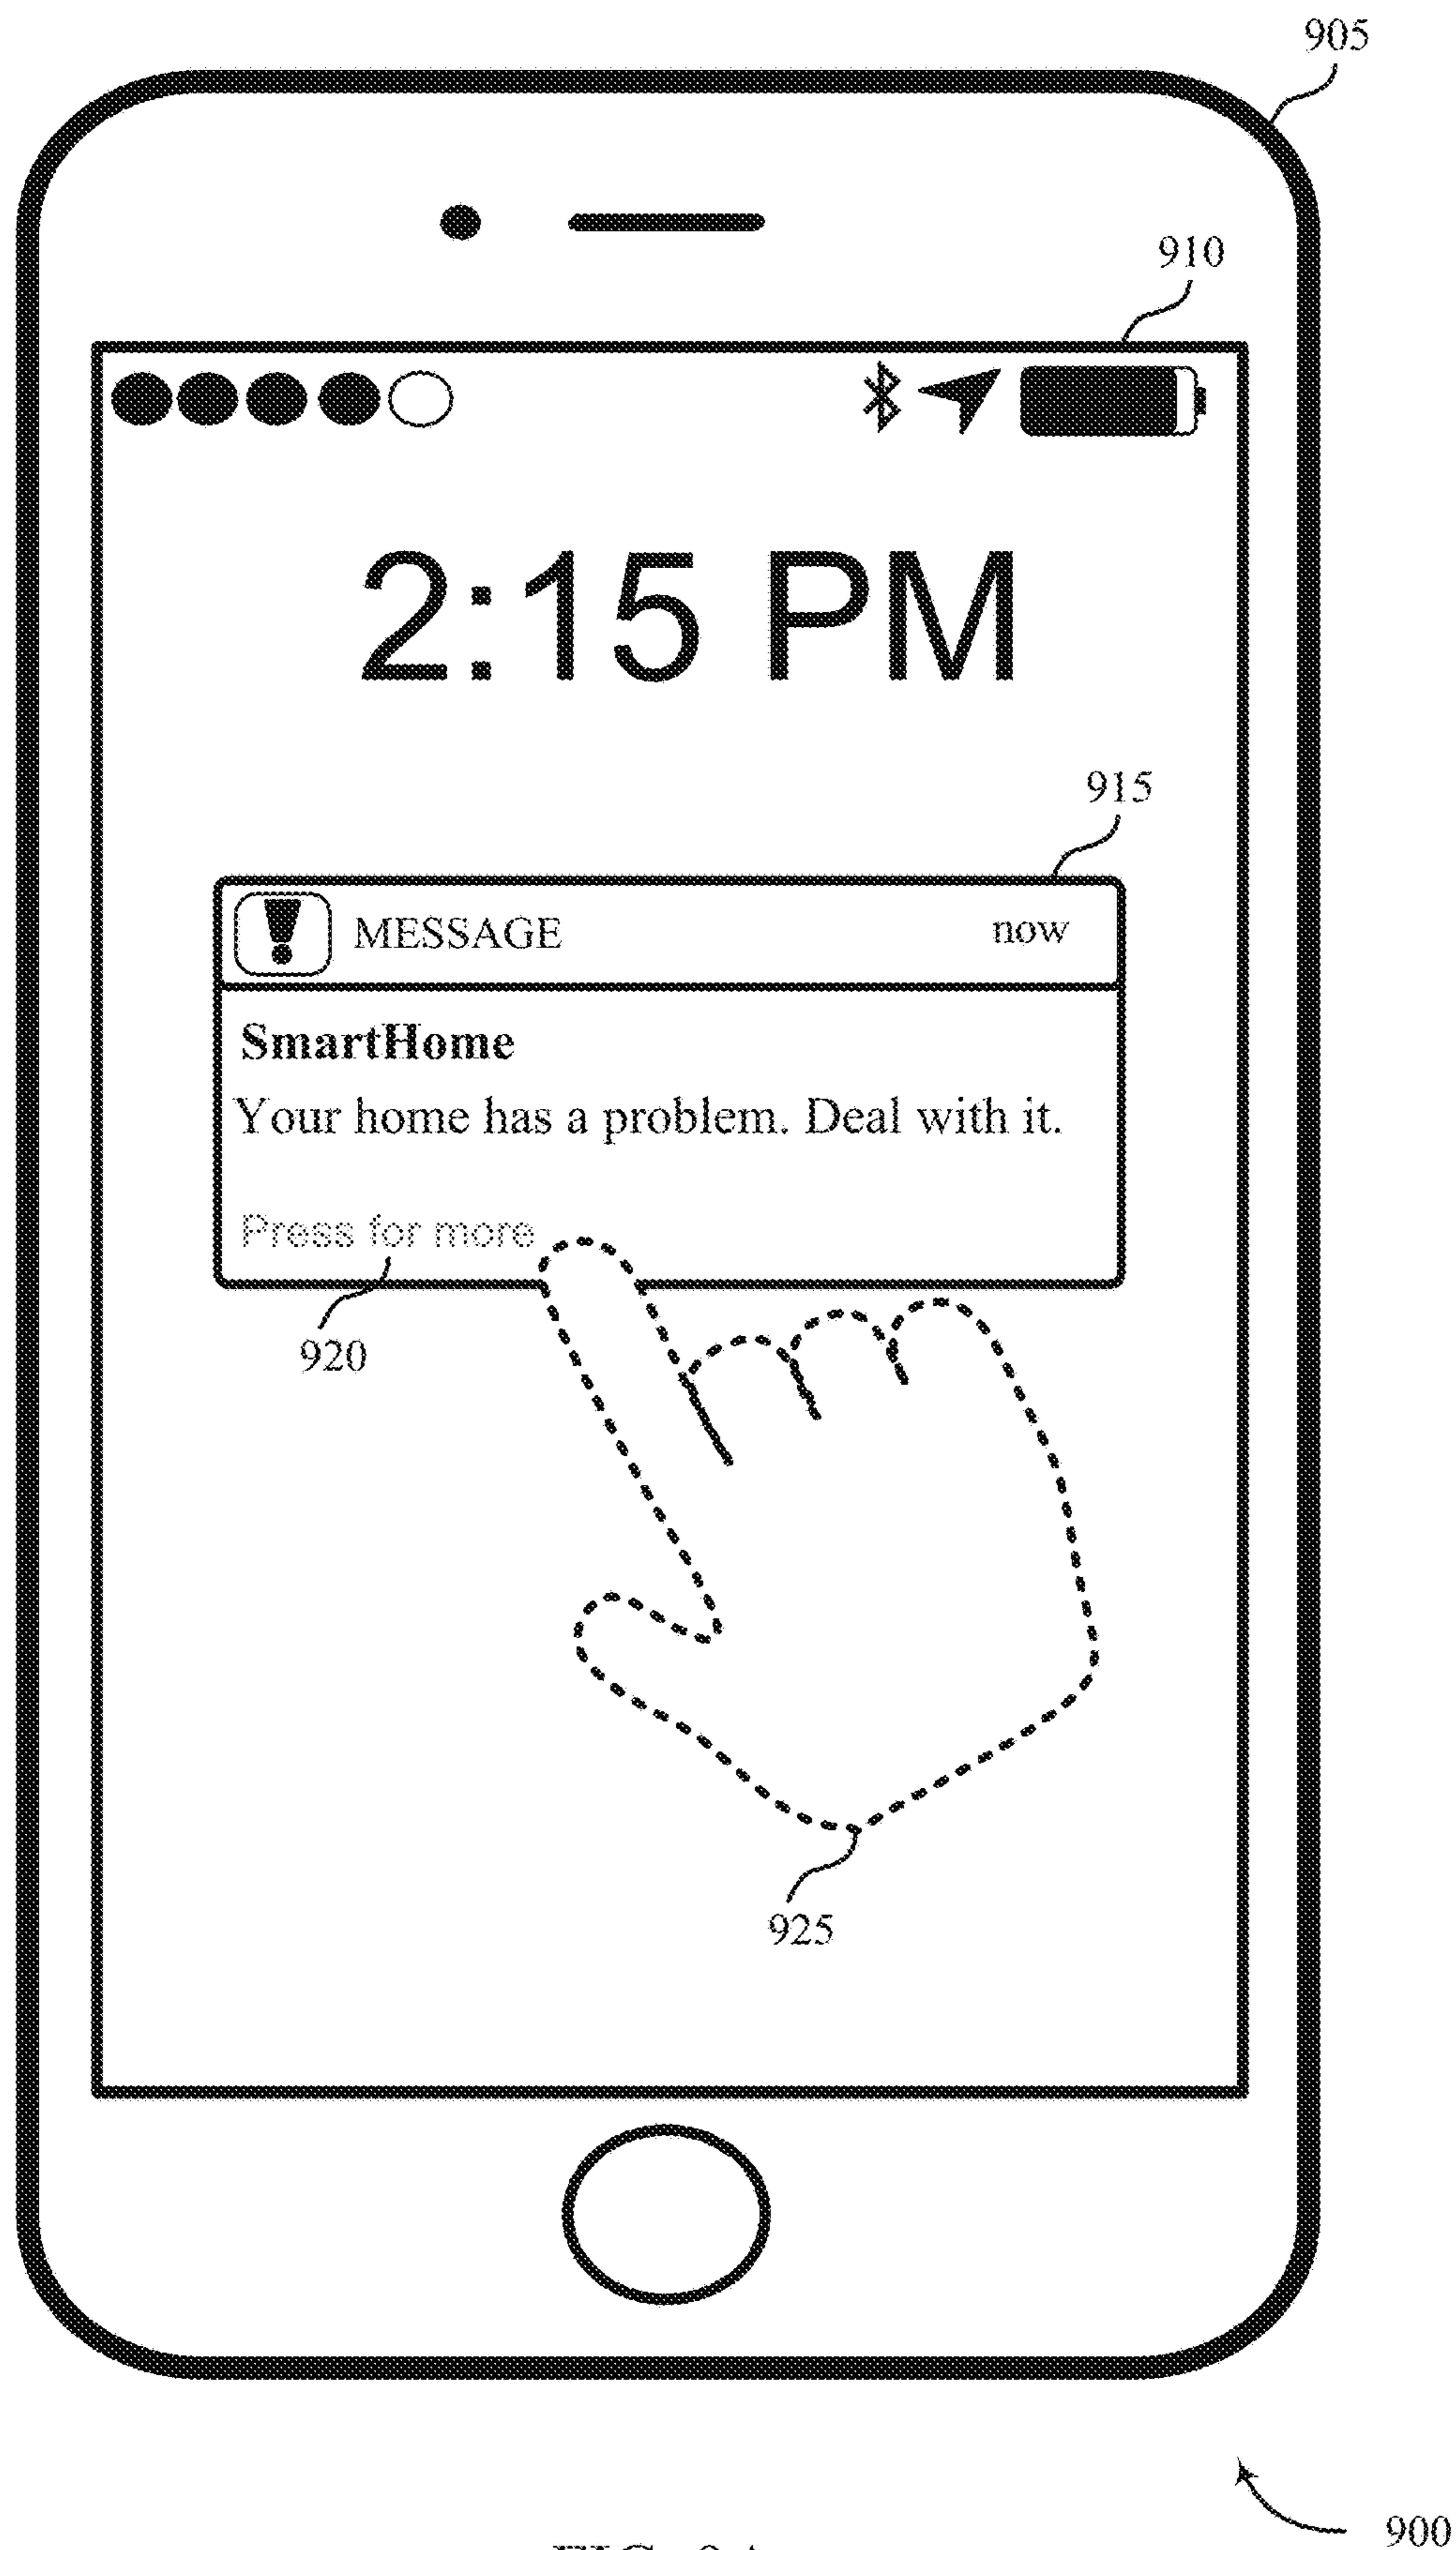 905
910
2:15 PM
915
MESSAGE now
SmartHome
Your home has a problem. Deal with it.
Press for more
920
925
900